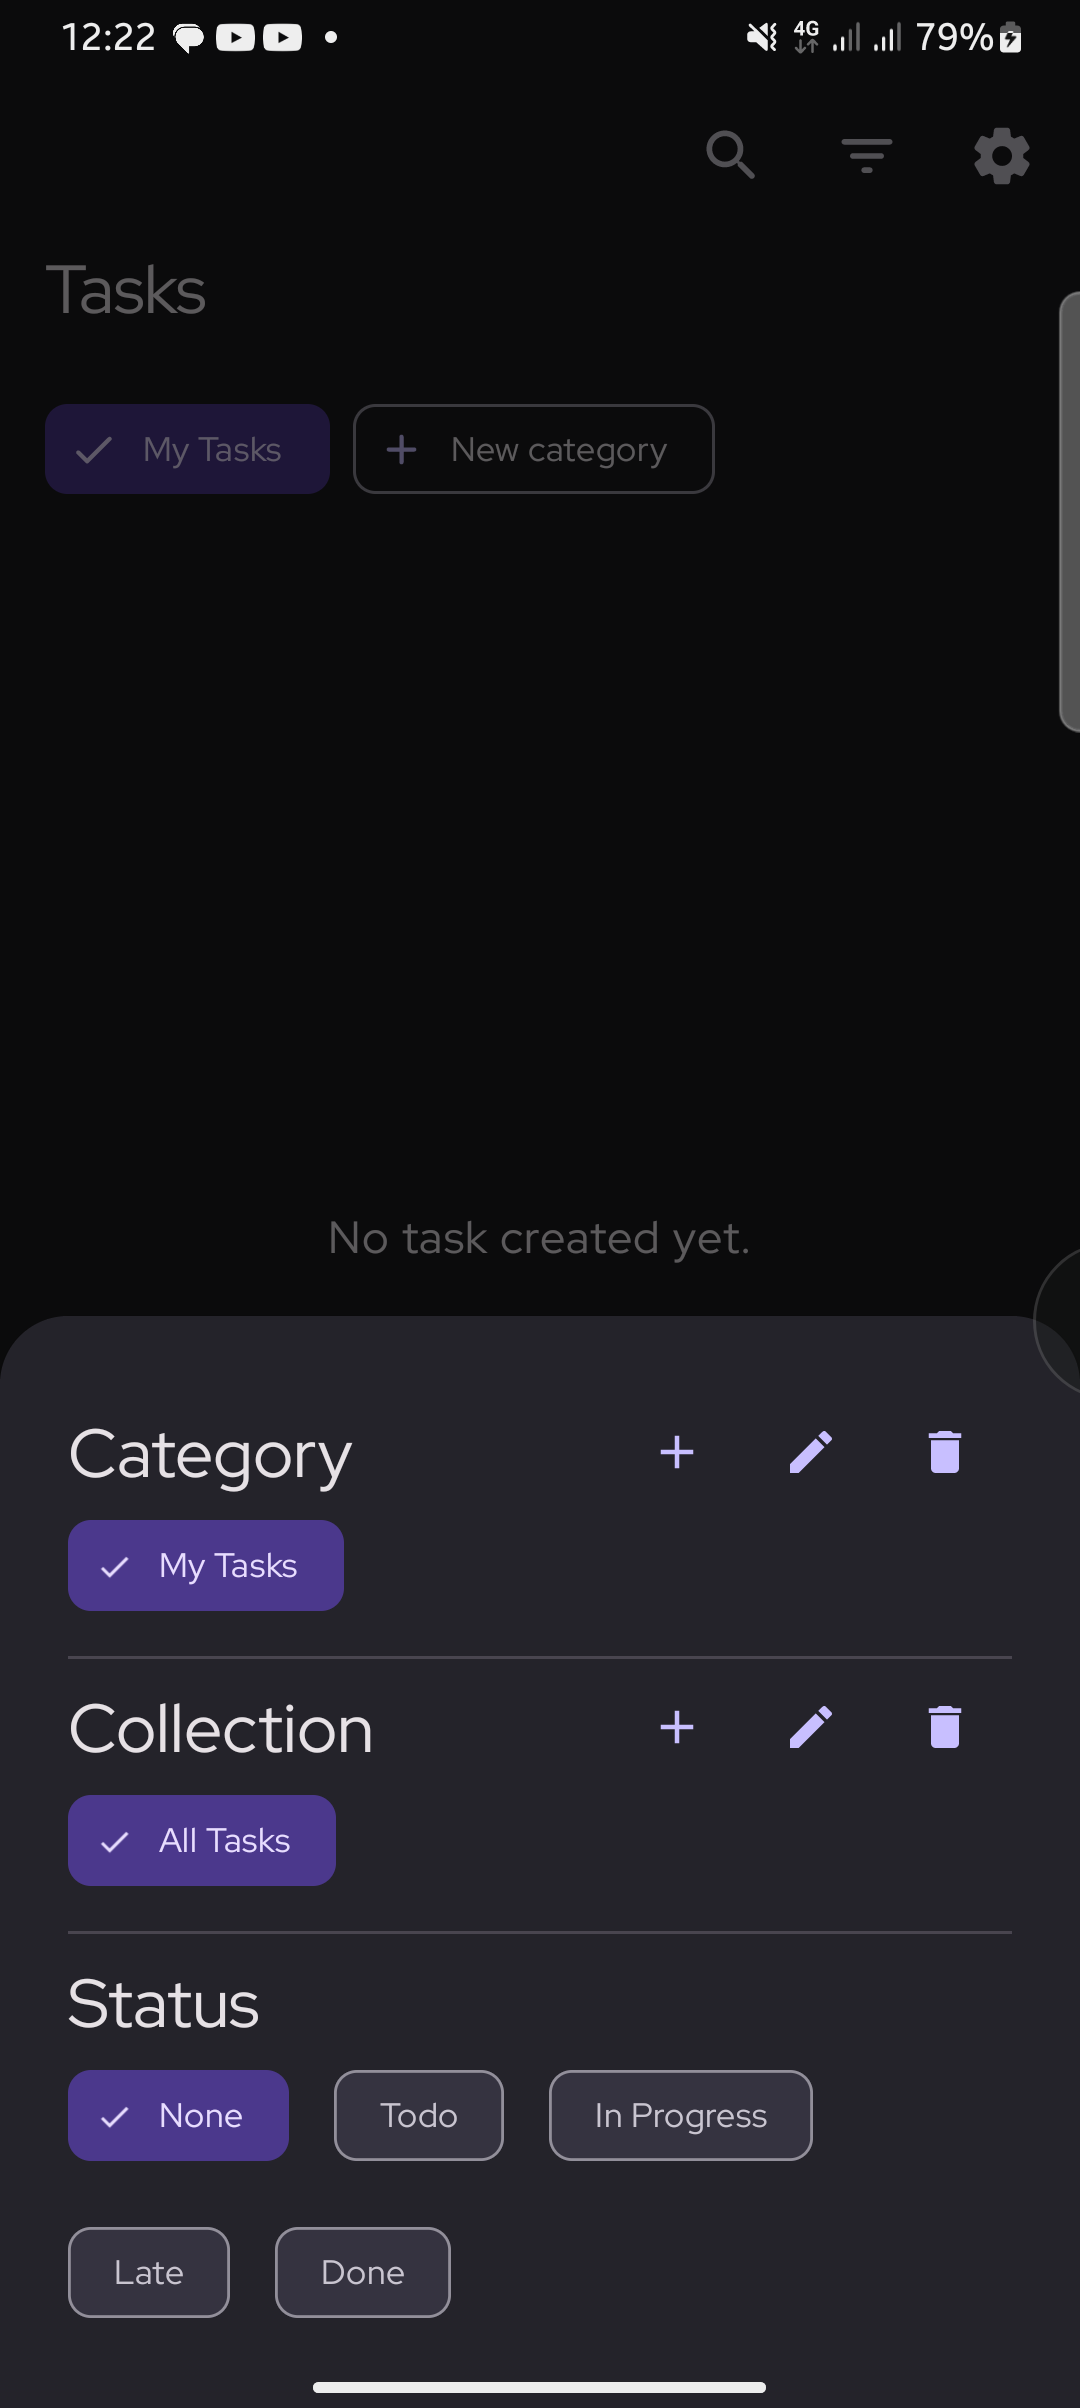 12:22 4G 79%
Tasks
My Tasks New category
No task created yet.
Category
My Tasks
Collection
All Tasks
Status
None Todo In Progress
Late Done